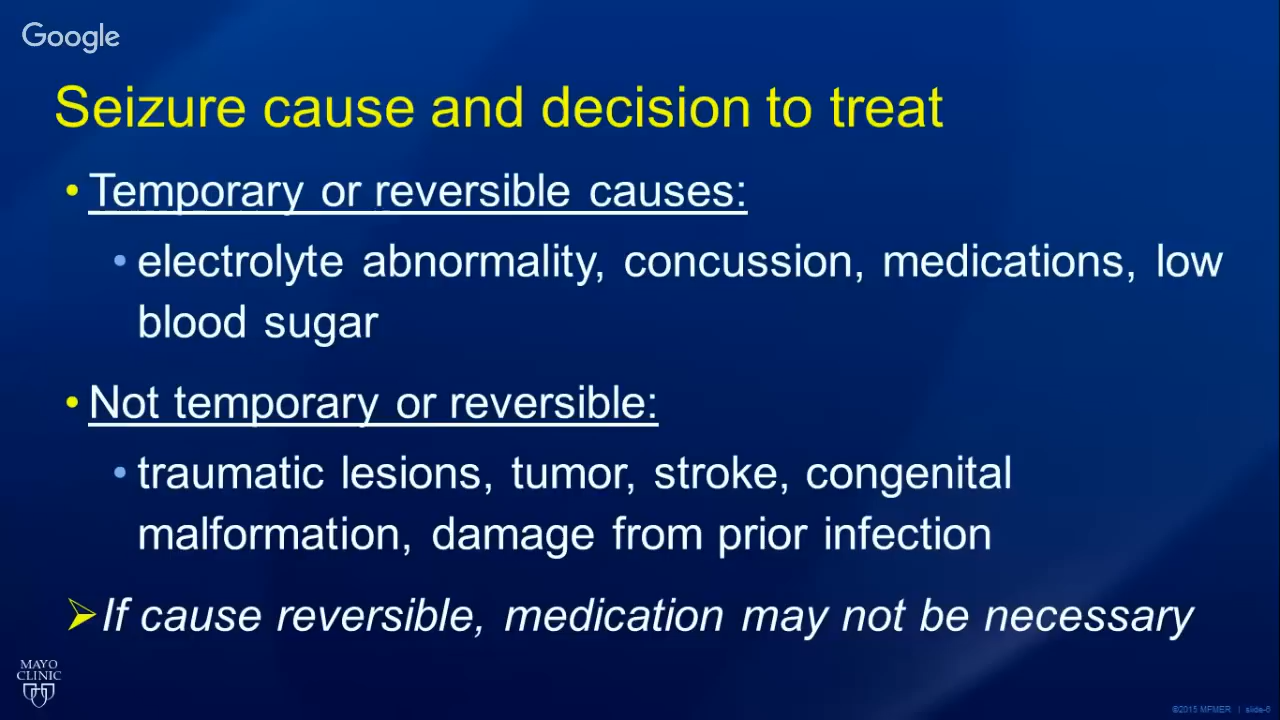 Google
Seizure cause and decision to treat
• Temporary or reversible causes:
• electrolyte abnormality, concussion, medications, low
blood sugar
• Not temporary or reversible:
• traumatic lesions, tumor, stroke, congenital
malformation, damage from prior infection
➢ If cause reversible, medication may not be necessary
MAYO
CLINIC
©2015 MFMER | slide-6